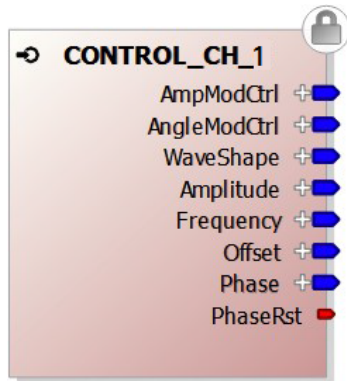 CONTROL_CH_1
AmpModCtrl
AngleModCtrl
WaveShape
Amplitude
Frequency
Offset
Phase
PhaseRst